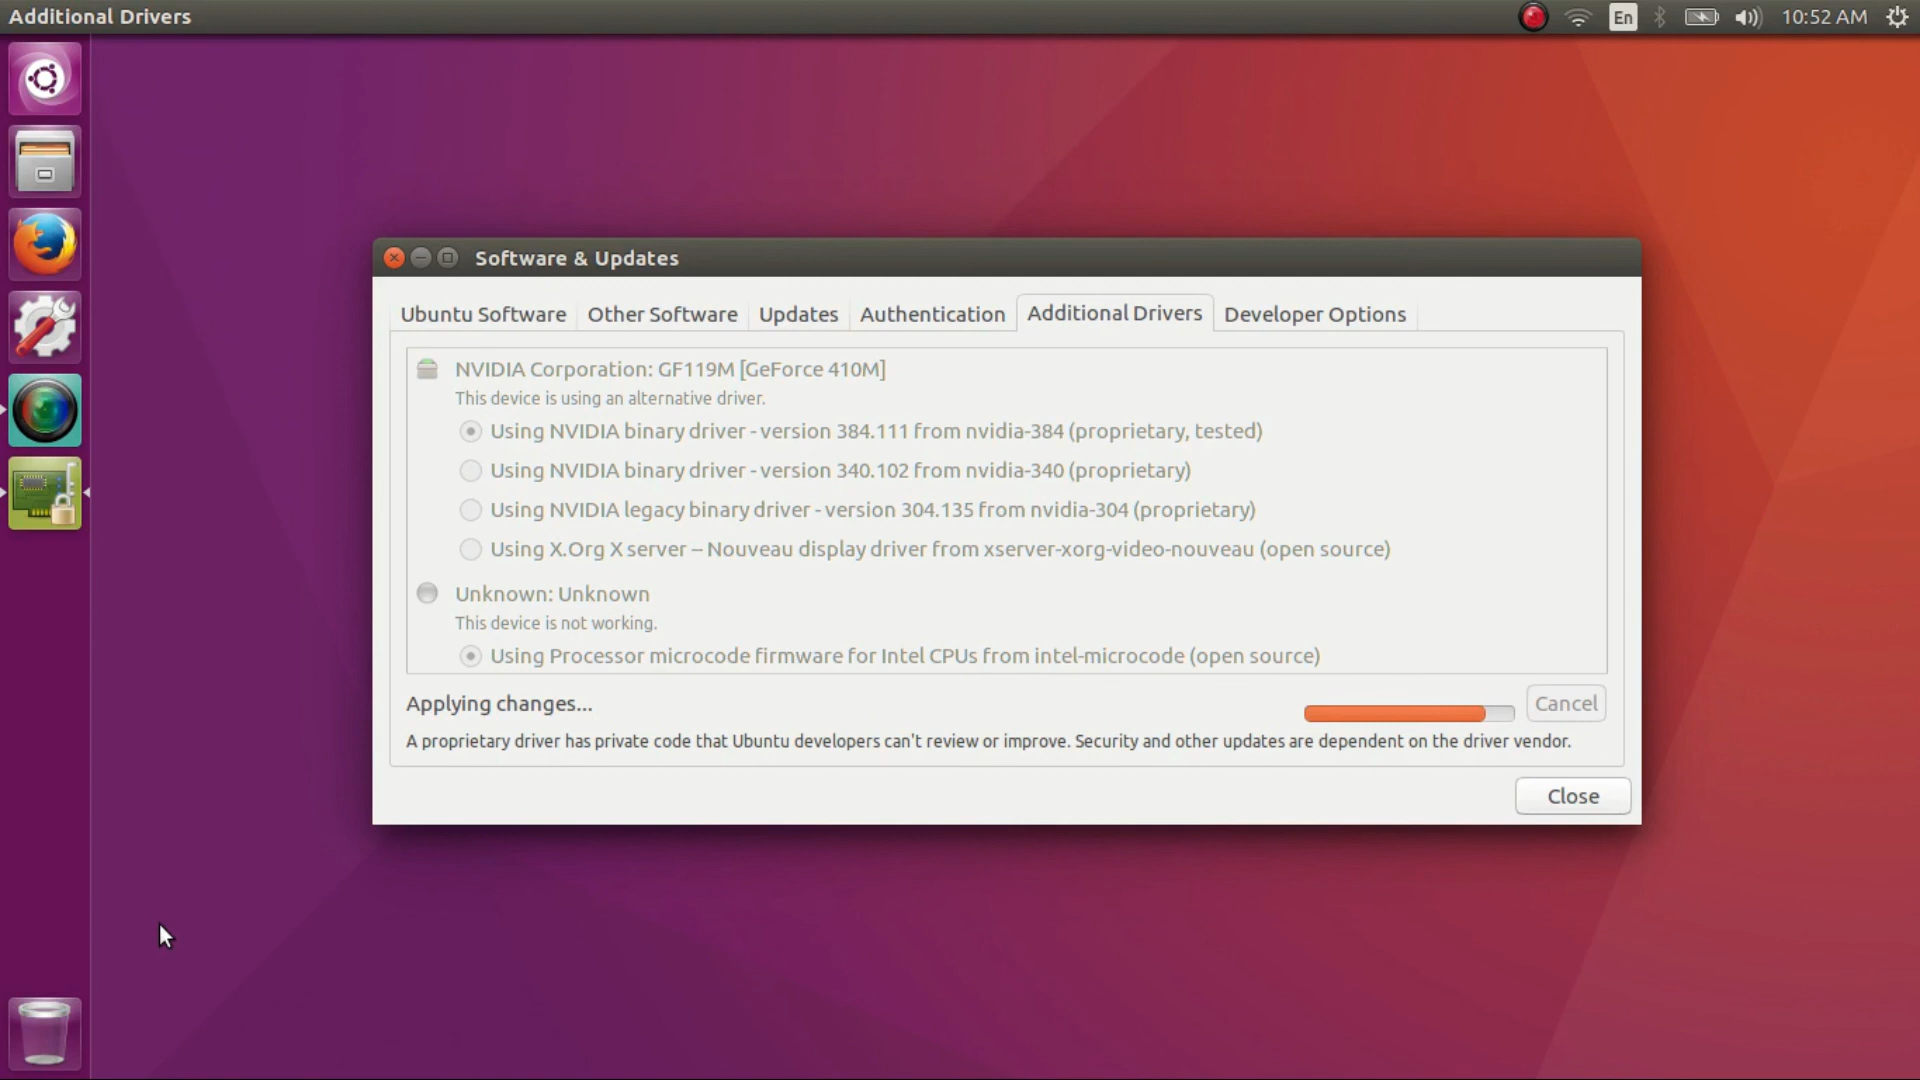 Additional Drivers
En
10:52 AM
Software & Updates
Ubuntu Software
Other Software
Updates
Authentication
Additional Drivers
Developer Options
NVIDIA Corporation: GF119M [GeForce 410M]
This device is using an alternative driver.
Using NVIDIA binary driver - version 384.111 from nvidia-384 (proprietary, tested)
Using NVIDIA binary driver - version 340.102 from nvidia-340 (proprietary)
Using NVIDIA legacy binary driver - version 304.135 from nvidia-304 (proprietary)
Using X.Org X server – Nouveau display driver from xserver-xorg-video-nouveau (open source)
Unknown: Unknown
This device is not working.
Using Processor microcode firmware for Intel CPUs from intel-microcode (open source)
Applying changes...
Cancel
A proprietary driver has private code that Ubuntu developers can't review or improve. Security and other updates are dependent on the driver vendor.
Close